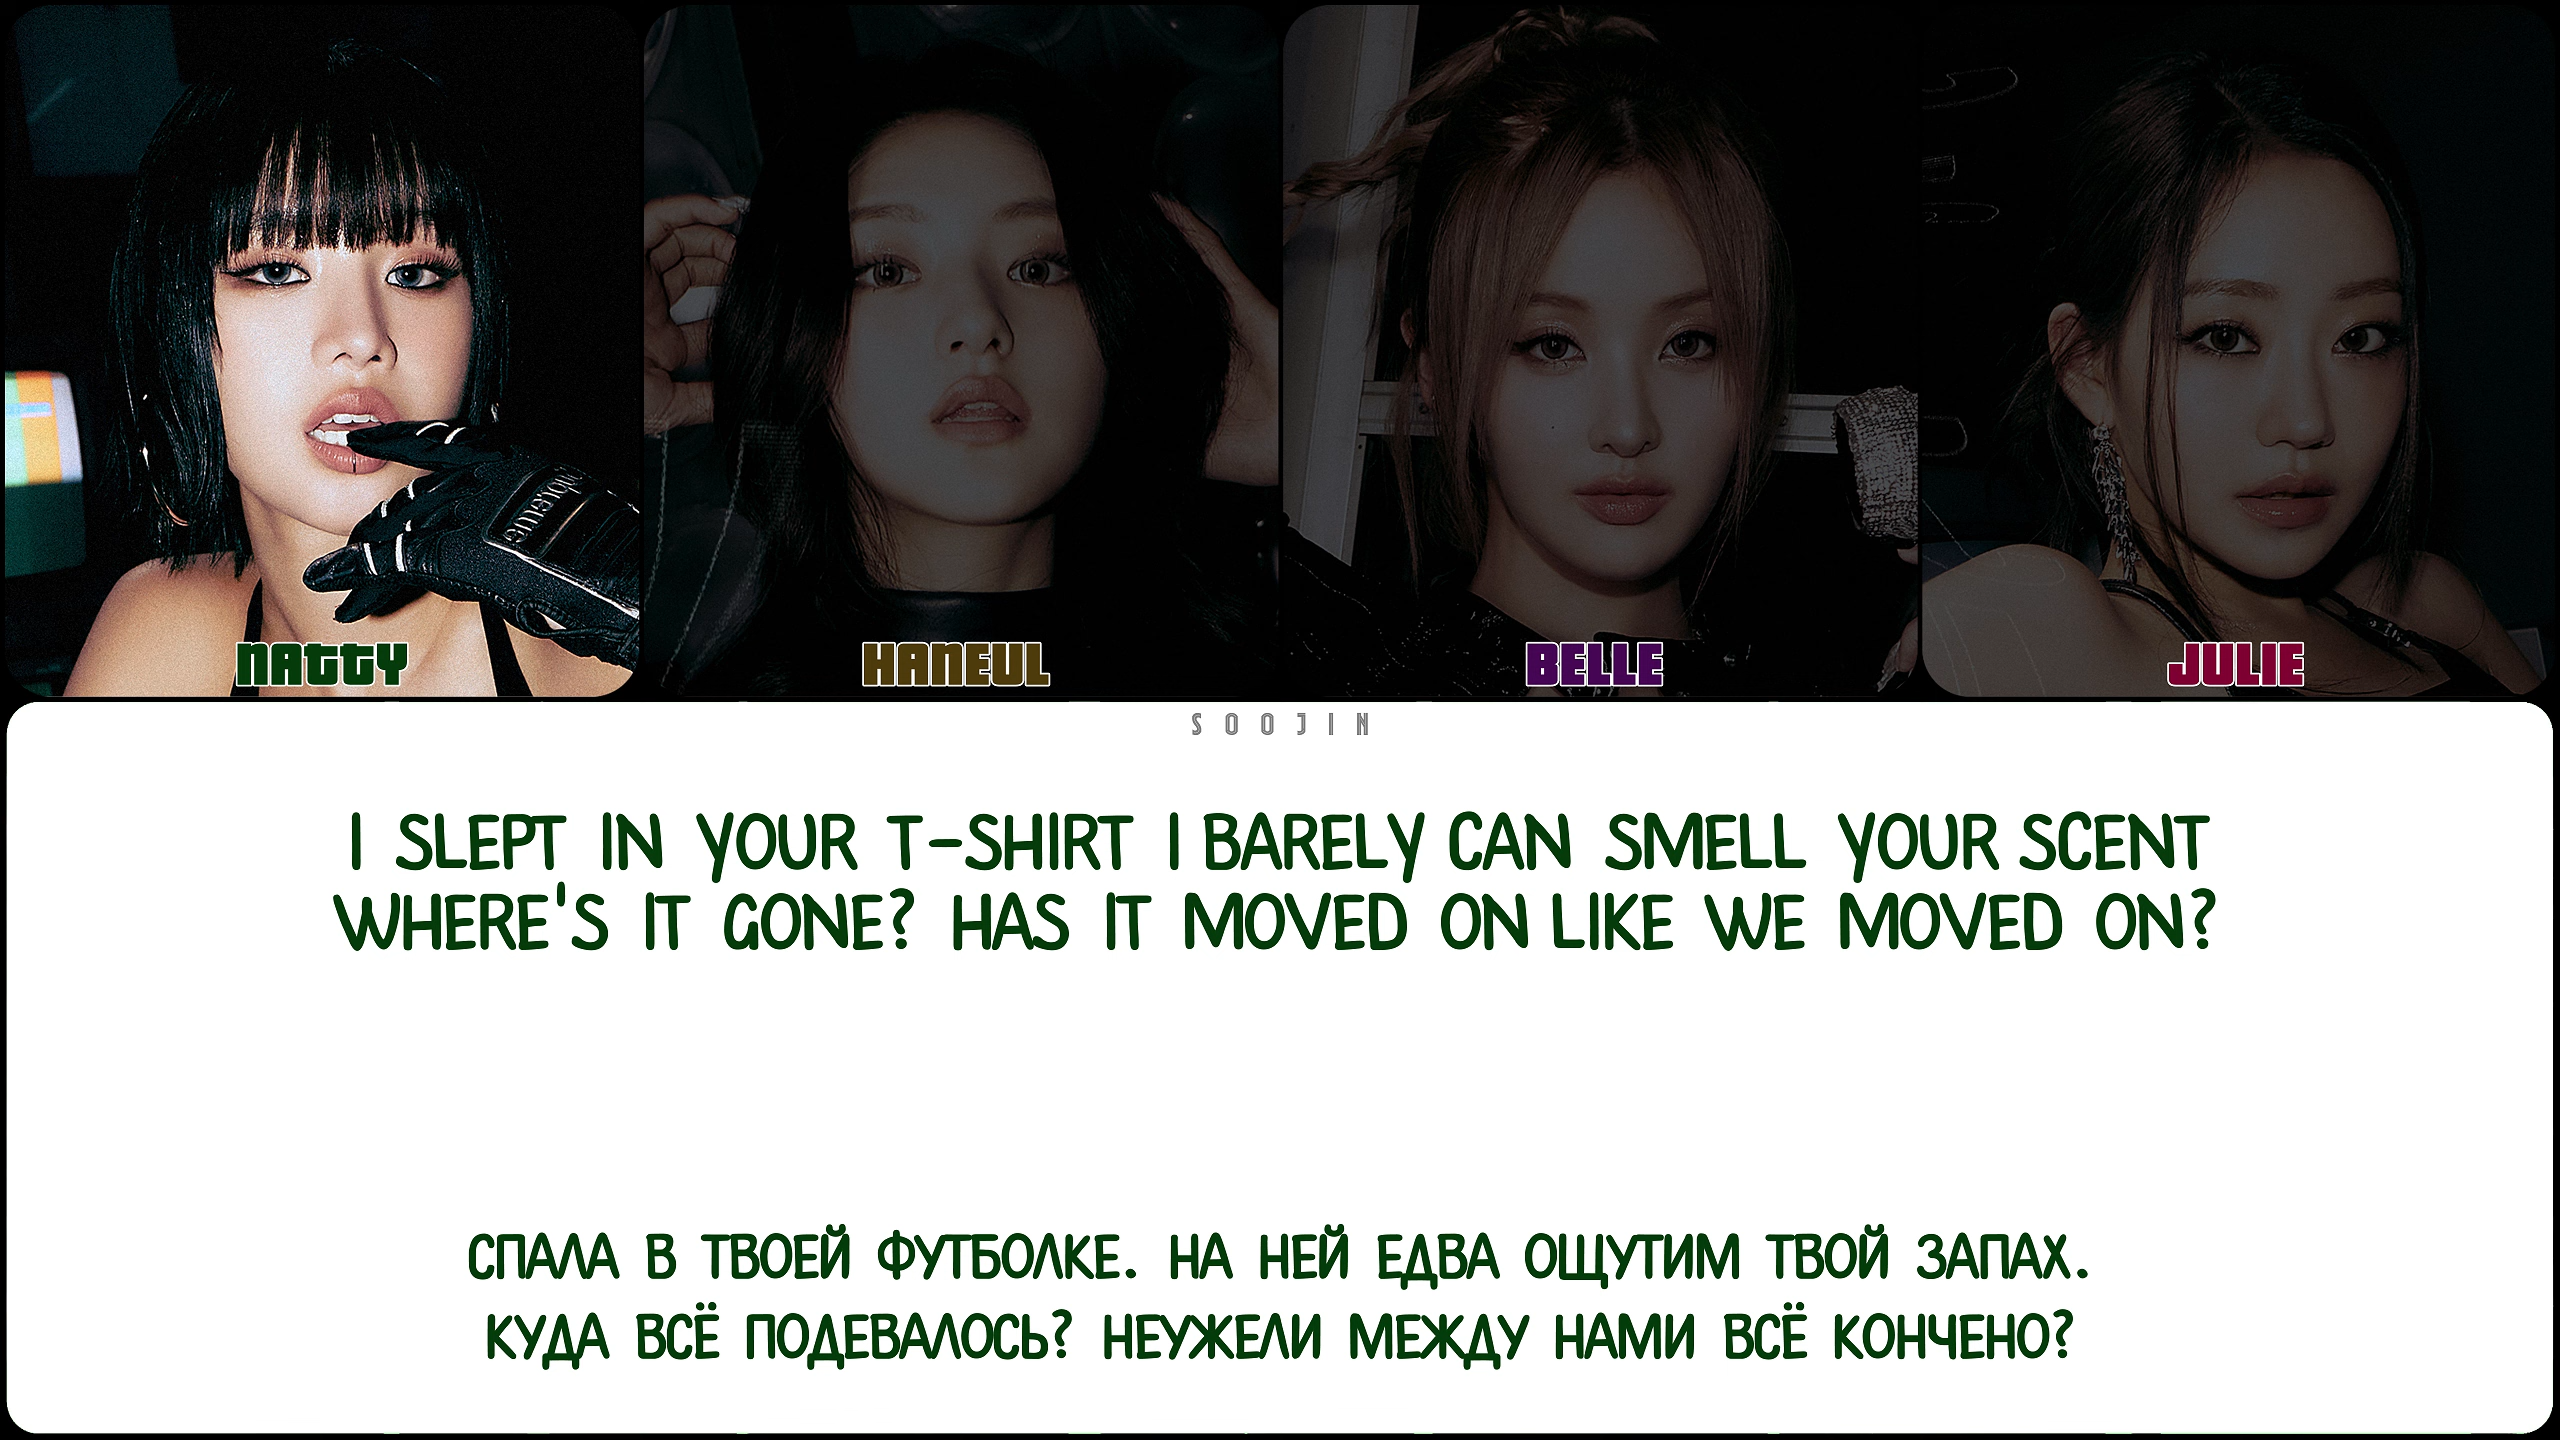 NATTY
HANEUL
BELLE
JULIE
SOOJIN
I SLEPT IN YOUR T-SHIRT I BARELY CAN SMELL YOUR SCENT
WHERE'S IT GONE? HAS IT MOVED ON LIKE WE MOVED ON?
СПАЛА В ТВОЕЙ ФУТБОЛКЕ. НА НЕЙ ЕДВА ОЩУТИМ ТВОЙ ЗАПАХ.
КУДА ВСЁ ПОДЕВАЛОСЬ? НЕУЖЕЛИ МЕЖДУ НАМИ ВСЁ КОНЧЕНО?